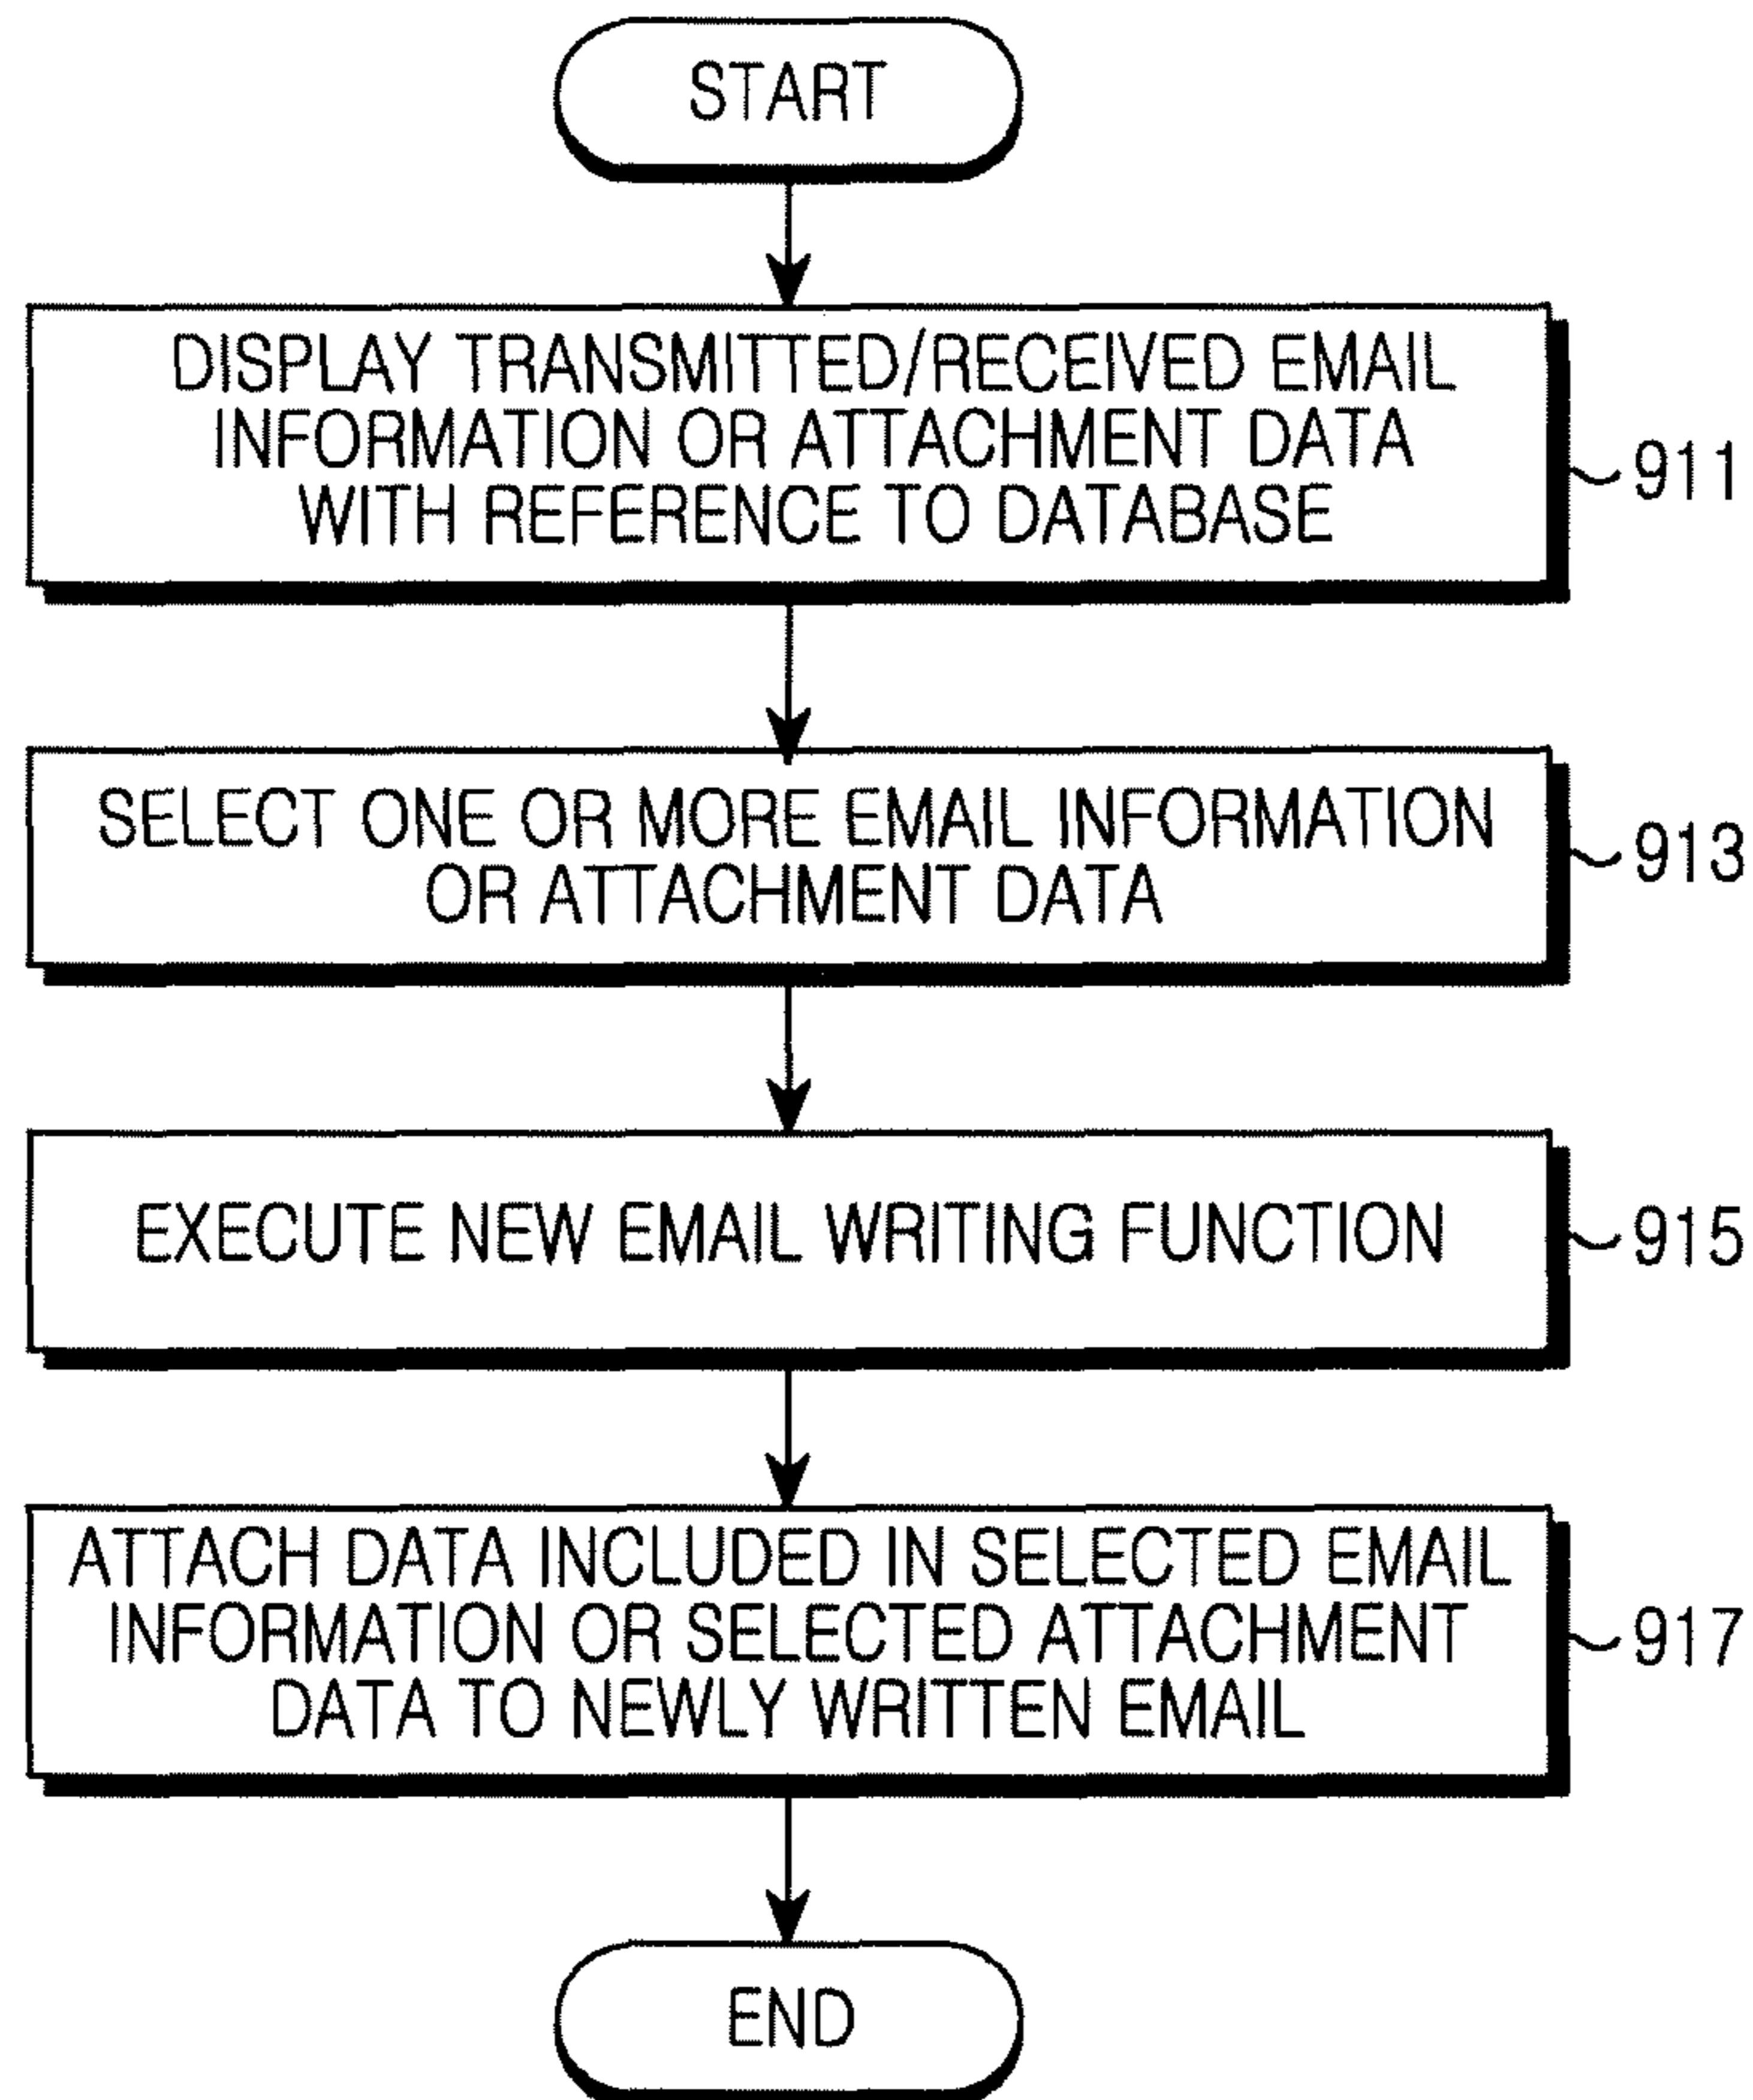 START
DISPLAY TRANSMITTED/RECEIVED EMAIL
INFORMATION OR ATTACHMENT DATA
WITH REFERENCE TO DATABASE
911
SELECT ONE OR MORE EMAIL INFORMATION
OR ATTACHMENT DATA
913
EXECUTE NEW EMAIL WRITING FUNCTION
915
ATTACH DATA INCLUDED IN SELECTED EMAIL
INFORMATION OR SELECTED ATTACHMENT
DATA TO NEWLY WRITTEN EMAIL
917
END